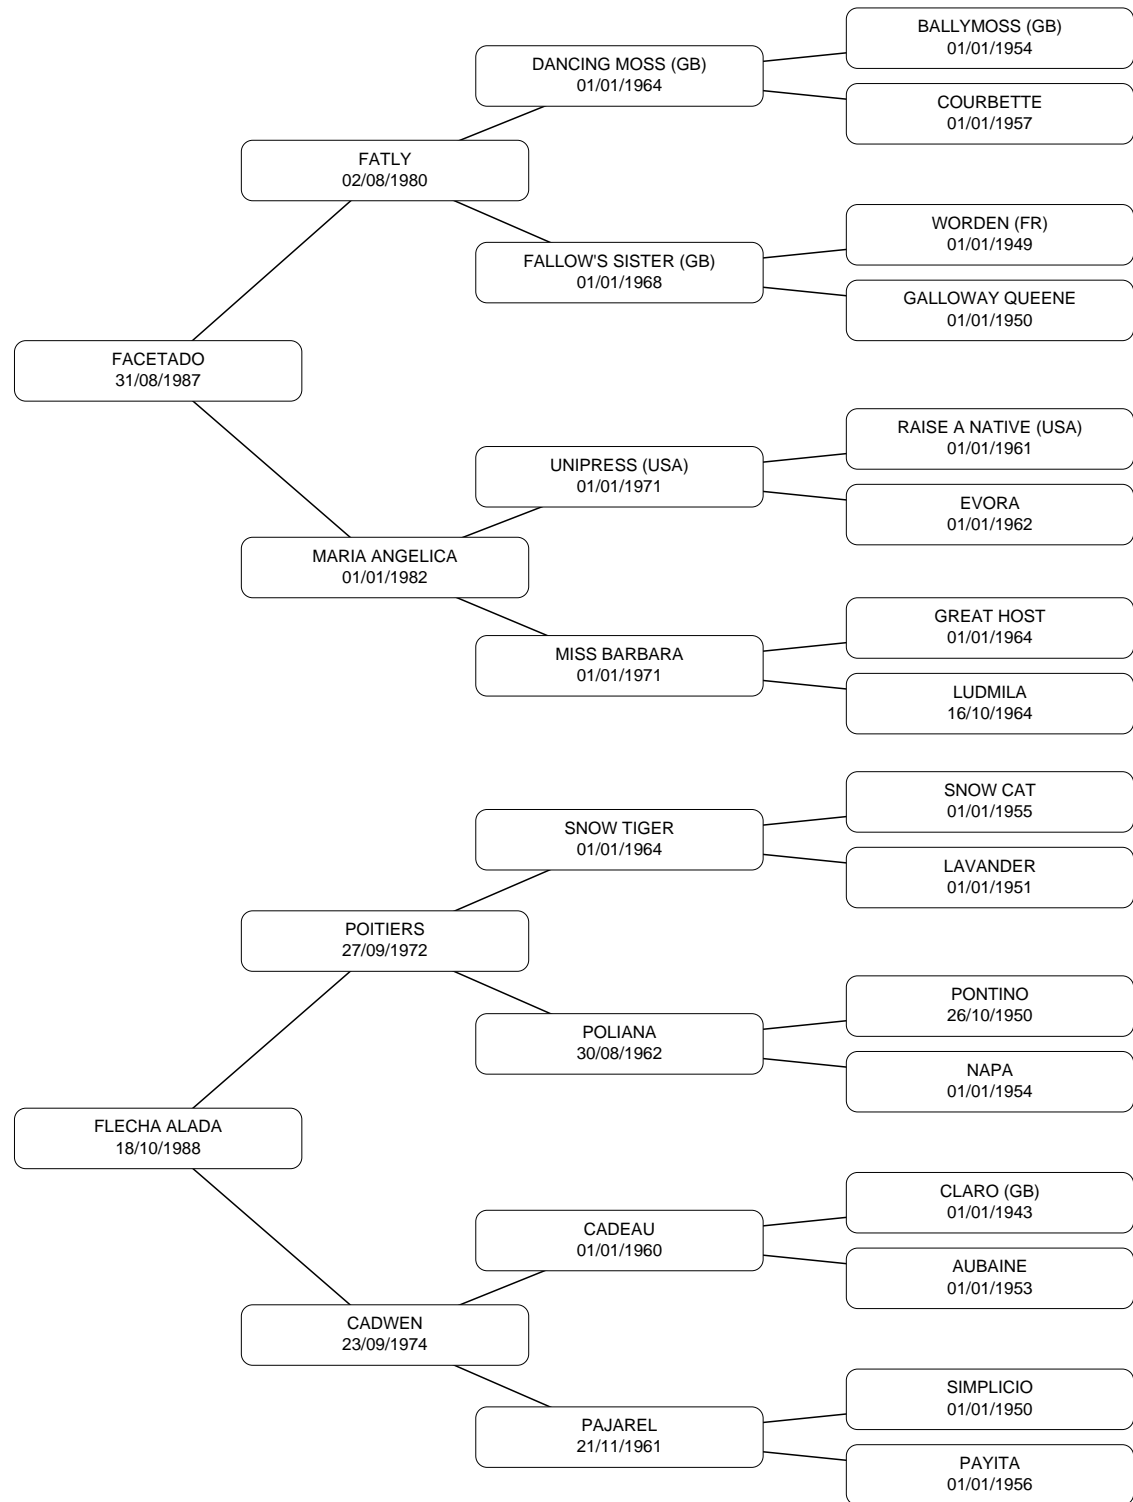 BALLYMOSS (GB)
01/01/1954
DANCING MOSS (GB)
01/01/1964
COURBETTE
01/01/1957
FATLY
02/08/1980
WORDEN (FR)
01/01/1949
FALLOW'S SISTER (GB)
01/01/1968
GALLOWAY QUEENE
01/01/1950
FACETADO
31/08/1987
RAISE A NATIVE (USA)
01/01/1961
UNIPRESS (USA)
01/01/1971
EVORA
01/01/1962
MARIA ANGELICA
01/01/1982
GREAT HOST
01/01/1964
MISS BARBARA
01/01/1971
LUDMILA
16/10/1964
SNOW CAT
01/01/1955
SNOW TIGER
01/01/1964
LAVANDER
01/01/1951
POITIERS
27/09/1972
PONTINO
26/10/1950
POLIANA
30/08/1962
NAPA
01/01/1954
FLECHA ALADA
18/10/1988
CLARO (GB)
01/01/1943
CADEAU
01/01/1960
AUBAINE
01/01/1953
CADWEN
23/09/1974
SIMPLICIO
01/01/1950
PAJAREL
21/11/1961
PAYITA
01/01/1956